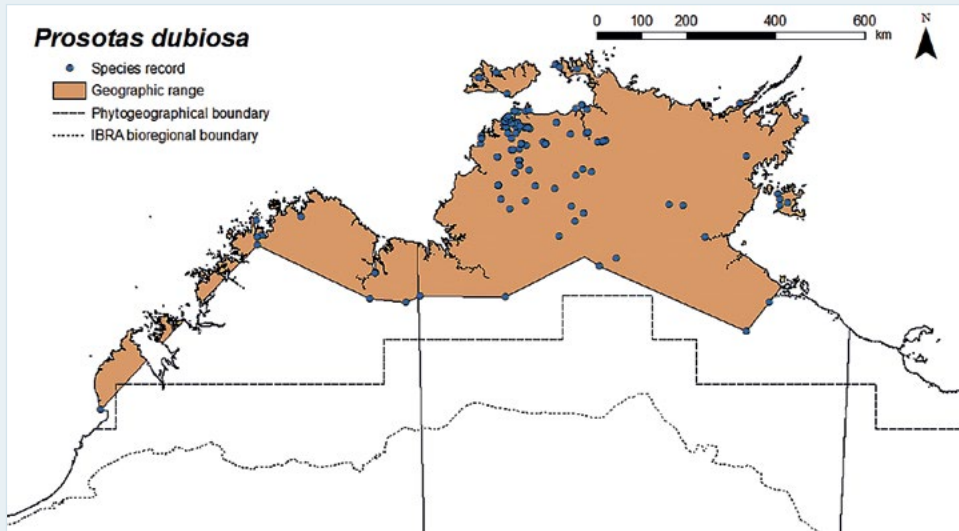 Prosotas dubiosa
Species record
Geographic range
Phytogeographical boundary
IBRA bioregional boundary
0 100 200 400 600
km
N